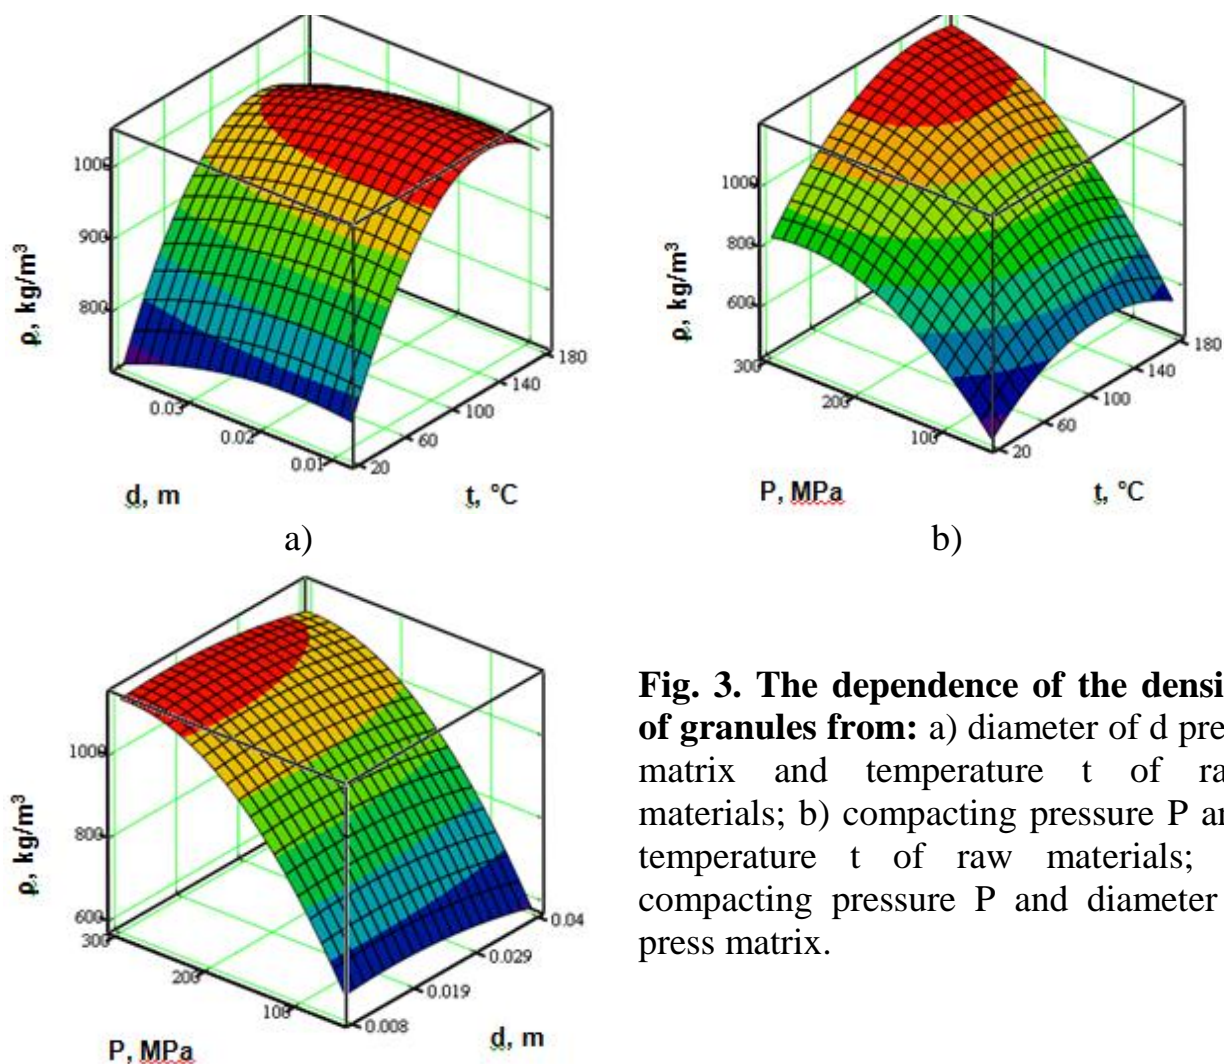 1000
900
800
ρ, kg/m³
0.03
0.02
0.01
20
60
100
140
180
d, m
t, °C
a)
1000
800
600
ρ, kg/m³
300
200
100
20
60
100
140
180
P, MPa
t, °C
b)
1000
800
600
ρ, kg/m³
300
200
100
0.008
0.019
0.029
0.04
P, MPa
d, m
Fig. 3. The dependence of the densi
of granules from: a) diameter of d pre
matrix and temperature t of ra
materials; b) compacting pressure P a
temperature t of raw materials;
compacting pressure P and diameter
press matrix.